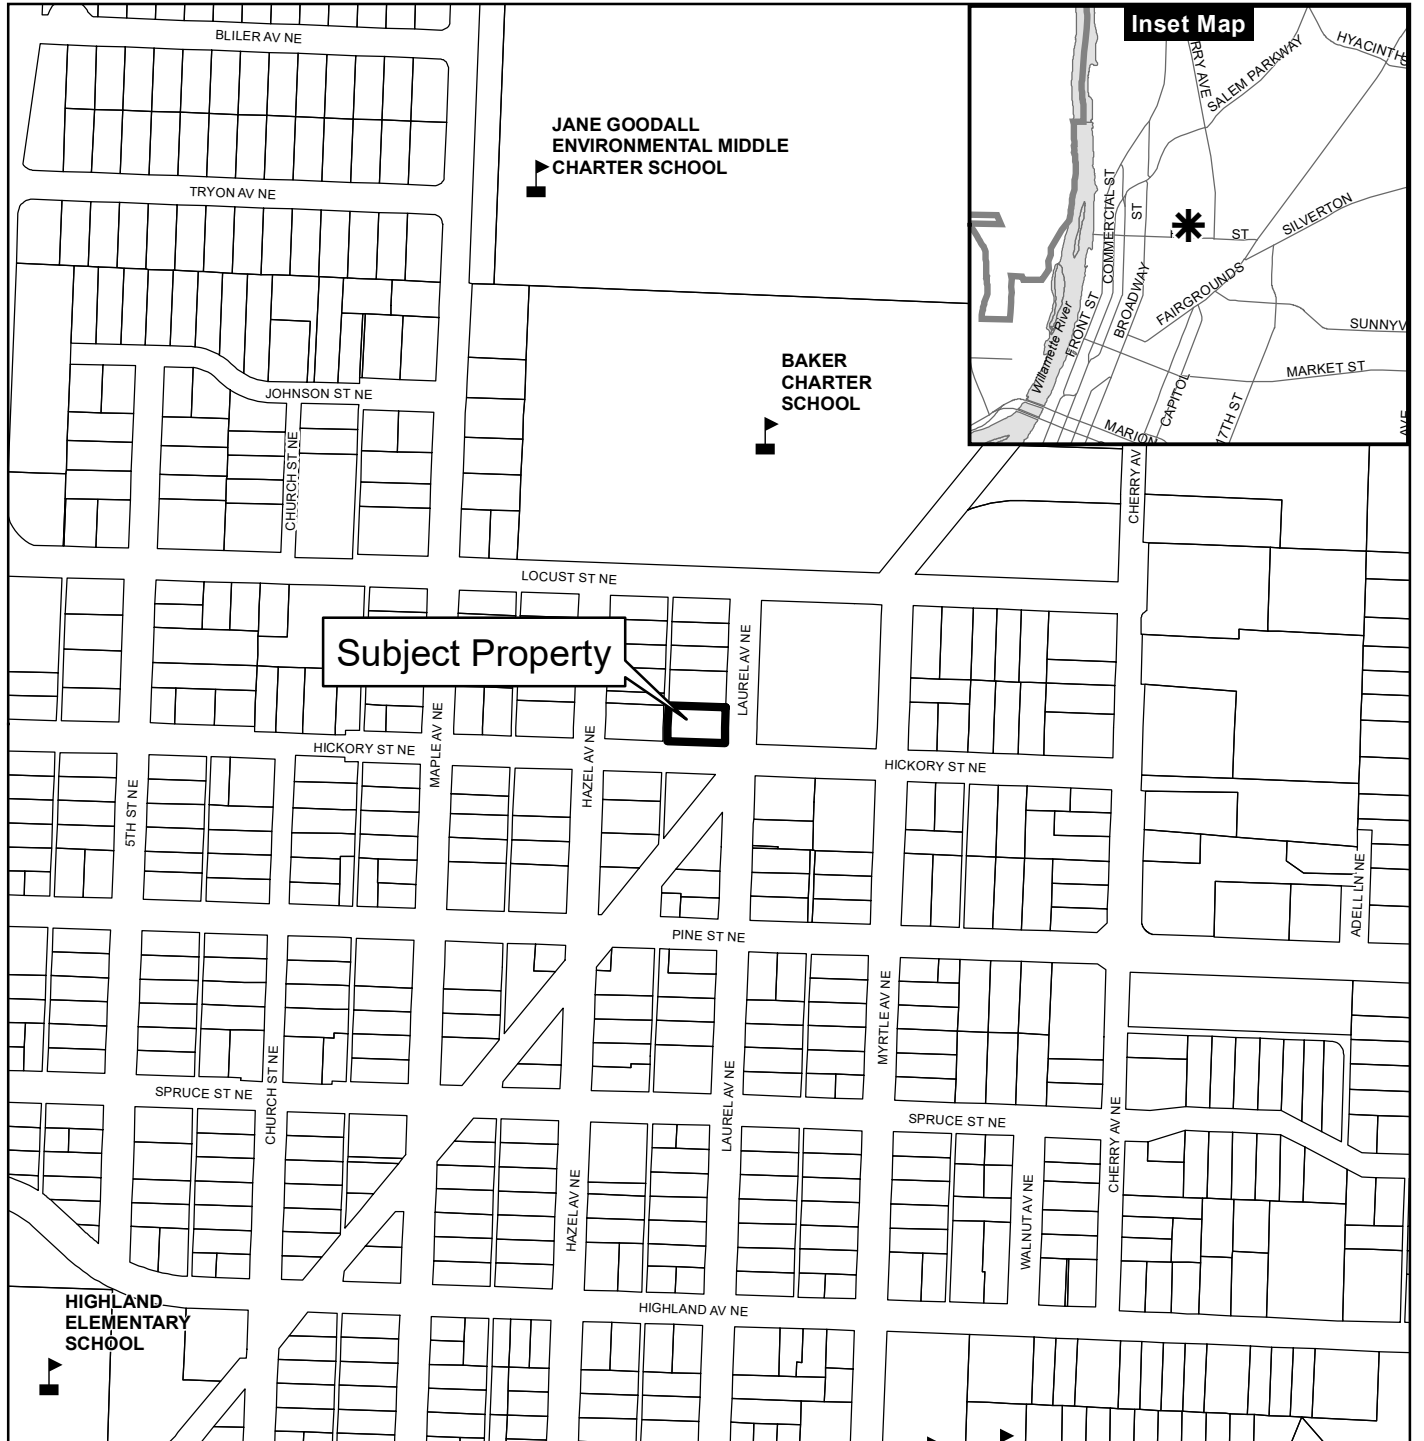 BLILER AV NE
Inset Map
RRY AVE
HYACINTH
SALEM PARKWAY
JANE GOODALL
ENVIRONMENTAL MIDDLE
CHARTER SCHOOL
TRYON AV NE
COMMERCIAL ST
ST
ST
SILVERTON
BROADWAY
FAIRGROUNDS
FRONT ST
Willamette River
SUNNYV
MARKET ST
CAPITOL
17TH ST
MARION
AVE
BAKER
CHARTER
SCHOOL
JOHNSON ST NE
CHURCH ST NE
CHERRY AV
LOCUST ST NE
Subject Property
LAUREL AV NE
MAPLE AV NE
HAZEL AV NE
HICKORY ST NE
HICKORY ST NE
5TH ST NE
ADELL LN NE
PINE ST NE
MYRTLE AV NE
CHURCH ST NE
LAUREL AV NE
SPRUCE ST NE
SPRUCE ST NE
CHERRY AV NE
HAZEL AV NE
WALNUT AV NE
HIGHLAND AV NE
HIGHLAND
ELEMENTARY
SCHOOL